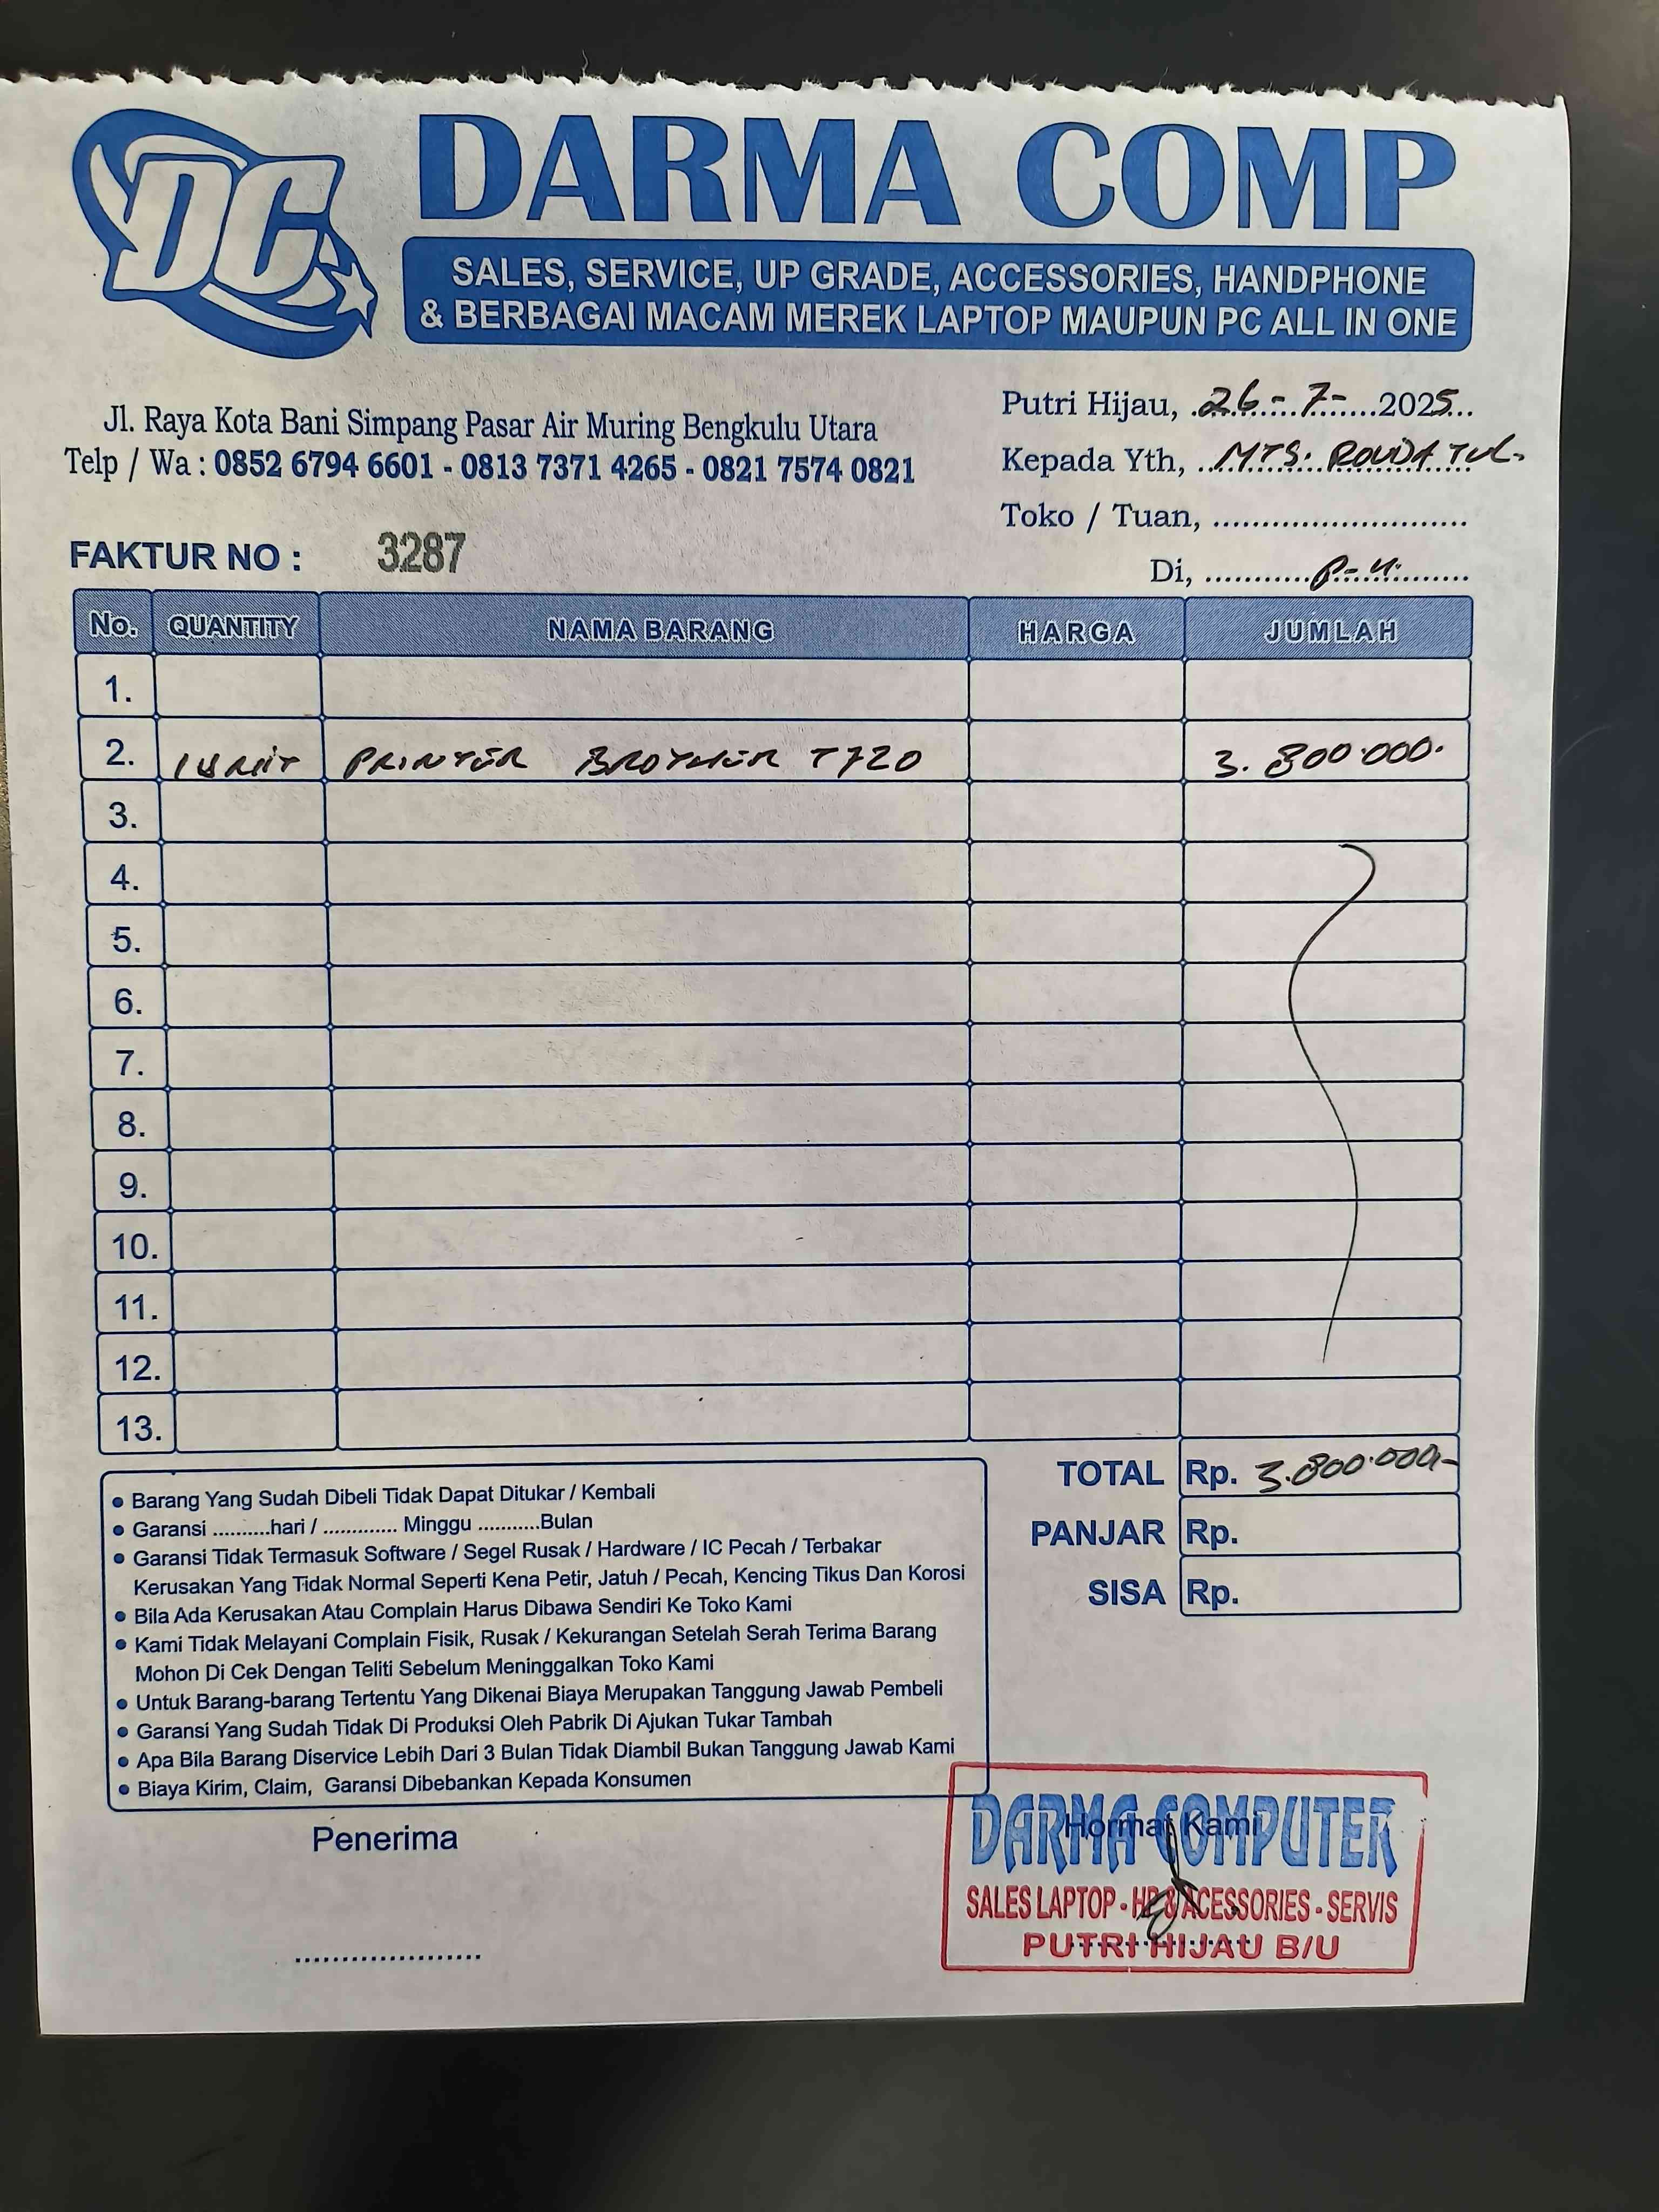 DC
DARMA COMP
SALES, SERVICE, UP GRADE, ACCESSORIES, HANDPHONE
& BERBAGAI MACAM MEREK LAPTOP MAUPUN PC ALL IN ONE
Jl. Raya Kota Bani Simpang Pasar Air Muring Bengkulu Utara
Telp / Wa : 0852 6794 6601 - 0813 7371 4265 - 0821 7574 0821
Putri Hijau, 26-7-2025
Kepada Yth, MTS. ROUDATUL.
Toko / Tuan, ..........................
Di, P-H.
FAKTUR NO : 3287
No. QUANTITY NAMA BARANG HARGA JUMLAH
1.
2. 1 UNIT PRINTER BROTHER T720 3.800.000.
3.
4.
5.
6.
7.
8.
9.
10.
11.
12.
13.
TOTAL Rp. 3.800.000,-
PANJAR Rp.
SISA Rp.
• Barang Yang Sudah Dibeli Tidak Dapat Ditukar / Kembali
• Garansi ..........hari / ............. Minggu ...........Bulan
• Garansi Tidak Termasuk Software / Segel Rusak / Hardware / IC Pecah / Terbakar
Kerusakan Yang Tidak Normal Seperti Kena Petir, Jatuh / Pecah, Kencing Tikus Dan Korosi
• Bila Ada Kerusakan Atau Complain Harus Dibawa Sendiri Ke Toko Kami
• Kami Tidak Melayani Complain Fisik, Rusak / Kekurangan Setelah Serah Terima Barang
Mohon Di Cek Dengan Teliti Sebelum Meninggalkan Toko Kami
• Untuk Barang-barang Tertentu Yang Dikenai Biaya Merupakan Tanggung Jawab Pembeli
• Garansi Yang Sudah Tidak Di Produksi Oleh Pabrik Di Ajukan Tukar Tambah
• Apa Bila Barang Diservice Lebih Dari 3 Bulan Tidak Diambil Bukan Tanggung Jawab Kami
• Biaya Kirim, Claim, Garansi Dibebankan Kepada Konsumen
Penerima
Hormat Kami
DARMA COMPUTER
SALES LAPTOP - HP & ACESSORIES - SERVIS
PUTRI HIJAU B/U